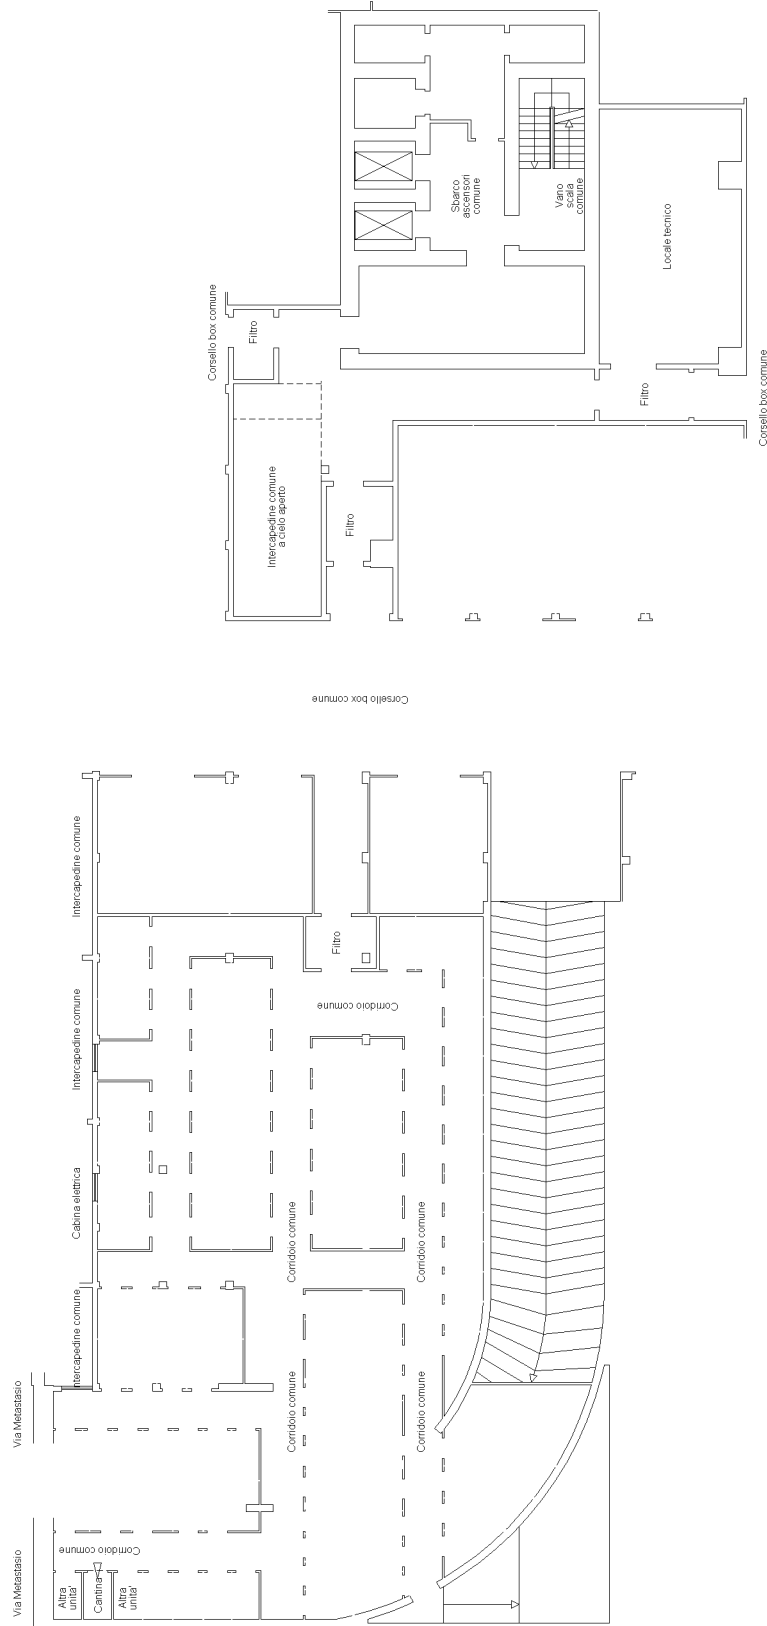 Sbarco
ascensori
comune
Vano
scala
comune
Locale tecnico
Corsello box comune
Filtro
Filtro
Corsello box comune
Intercapedine comune
a cielo aperto
Filtro
Corsello box comune
Intercapedine comune
Filtro
Corridoio comune
Intercapedine comune
Cabina elettrica
Corridoio comune
Corridoio comune
Intercapedine comune
Corridoio comune
Corridoio comune
Via Metastasio
Corridoio comune
Via Metastasio
Altra
unita'
Cantina
Altra
unita'